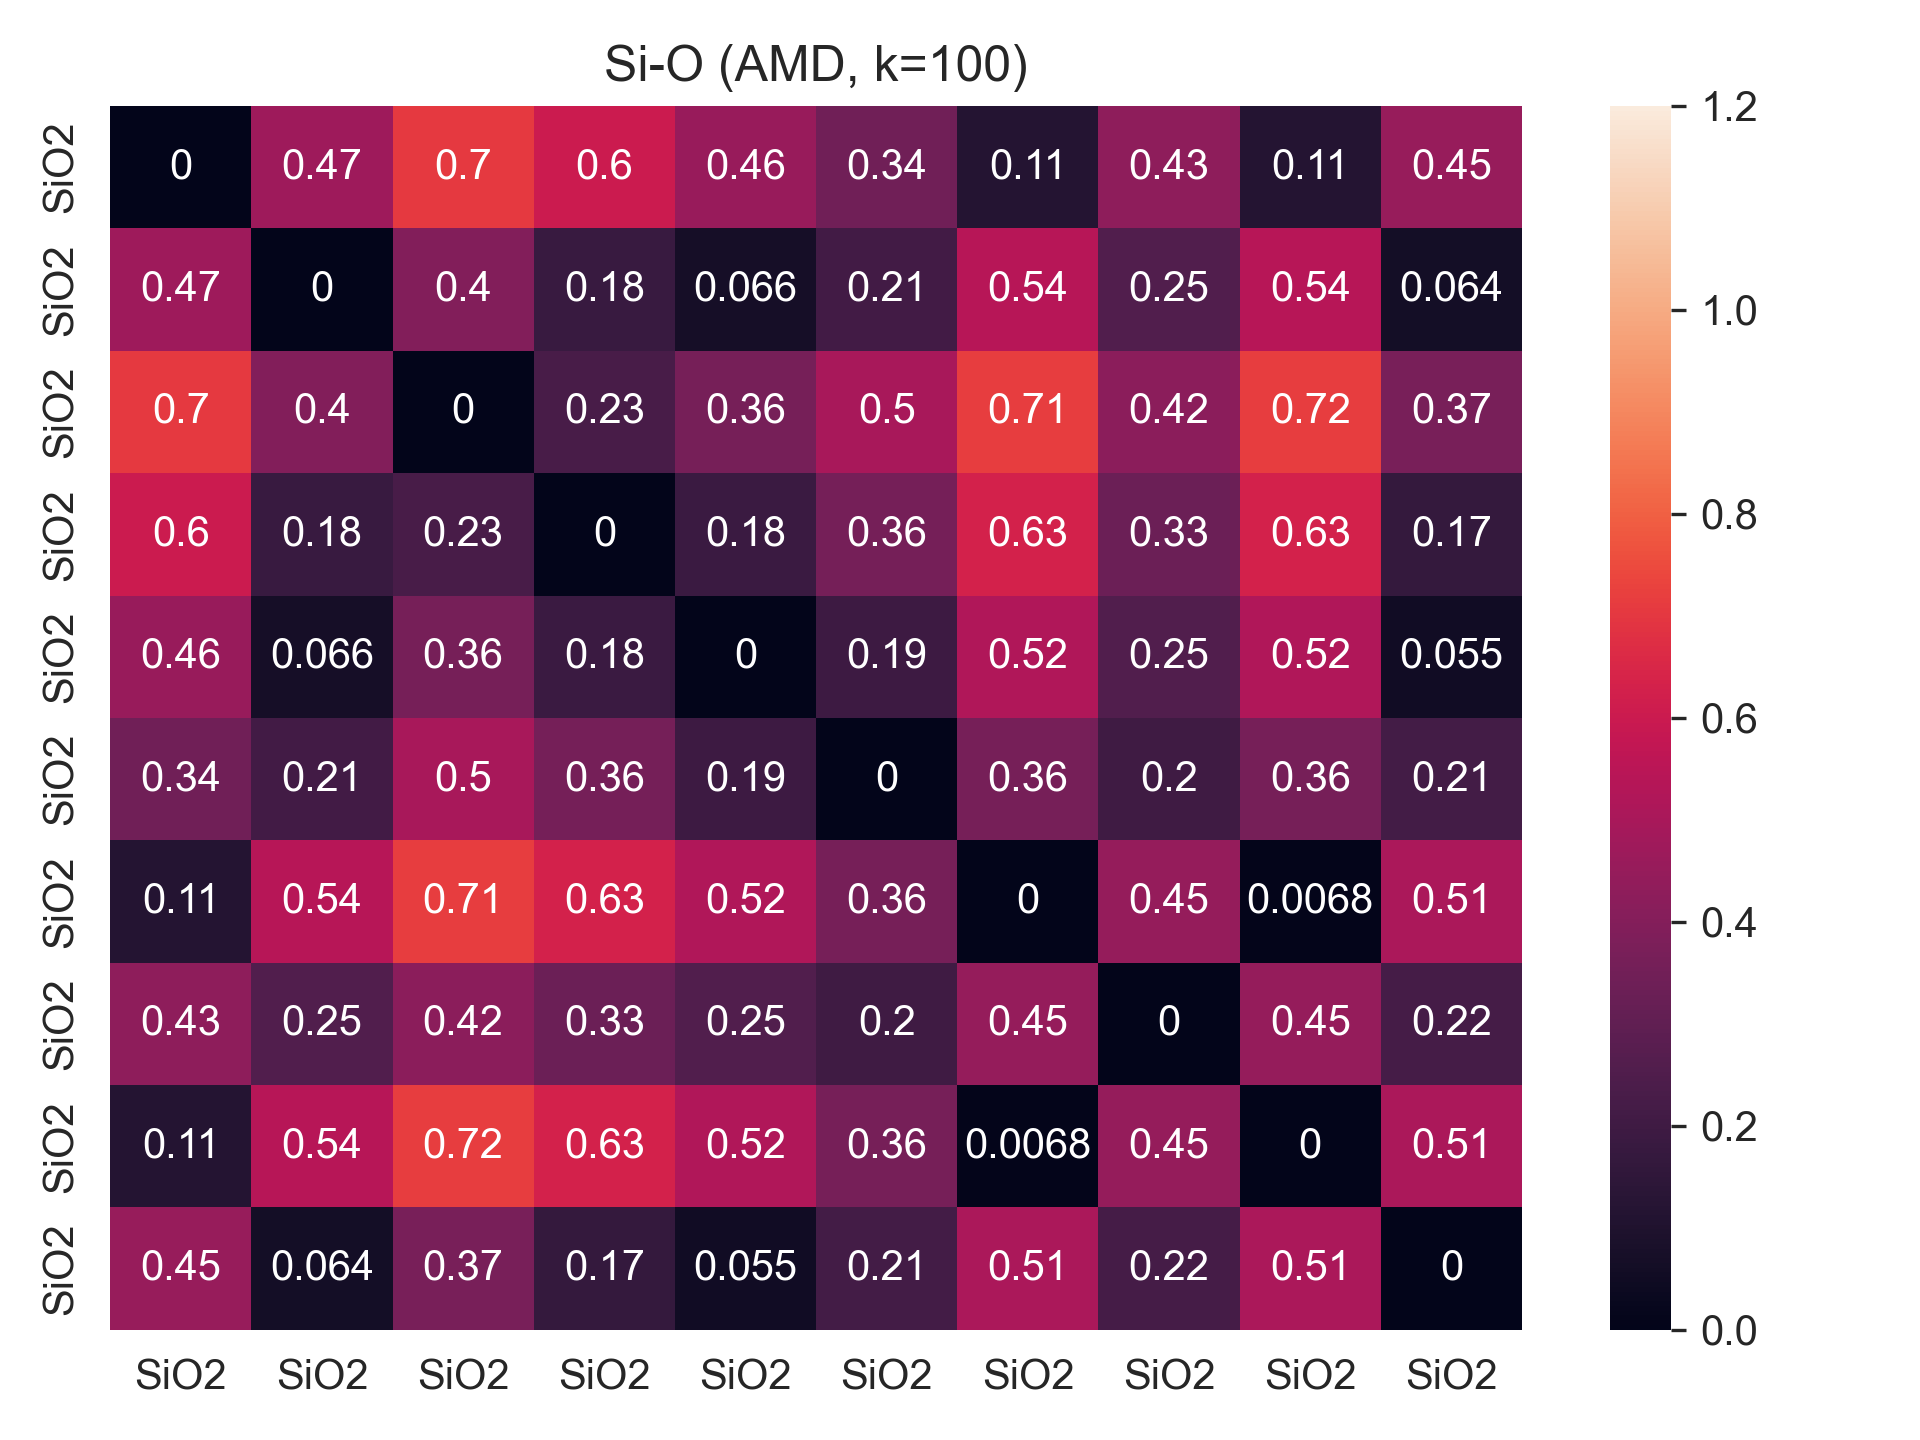 Si-O (AMD, k=100)
SiO2 0 0.47 0.7 0.6 0.46 0.34 0.11 0.43 0.11 0.45
SiO2 0.47 0 0.4 0.18 0.066 0.21 0.54 0.25 0.54 0.064
SiO2 0.7 0.4 0 0.23 0.36 0.5 0.71 0.42 0.72 0.37
SiO2 0.6 0.18 0.23 0 0.18 0.36 0.63 0.33 0.63 0.17
SiO2 0.46 0.066 0.36 0.18 0 0.19 0.52 0.25 0.52 0.055
SiO2 0.34 0.21 0.5 0.36 0.19 0 0.36 0.2 0.36 0.21
SiO2 0.11 0.54 0.71 0.63 0.52 0.36 0 0.45 0.0068 0.51
SiO2 0.43 0.25 0.42 0.33 0.25 0.2 0.45 0 0.45 0.22
SiO2 0.11 0.54 0.72 0.63 0.52 0.36 0.0068 0.45 0 0.51
SiO2 0.45 0.064 0.37 0.17 0.055 0.21 0.51 0.22 0.51 0
SiO2 SiO2 SiO2 SiO2 SiO2 SiO2 SiO2 SiO2 SiO2 SiO2
1.2
1.0
0.8
0.6
0.4
0.2
0.0